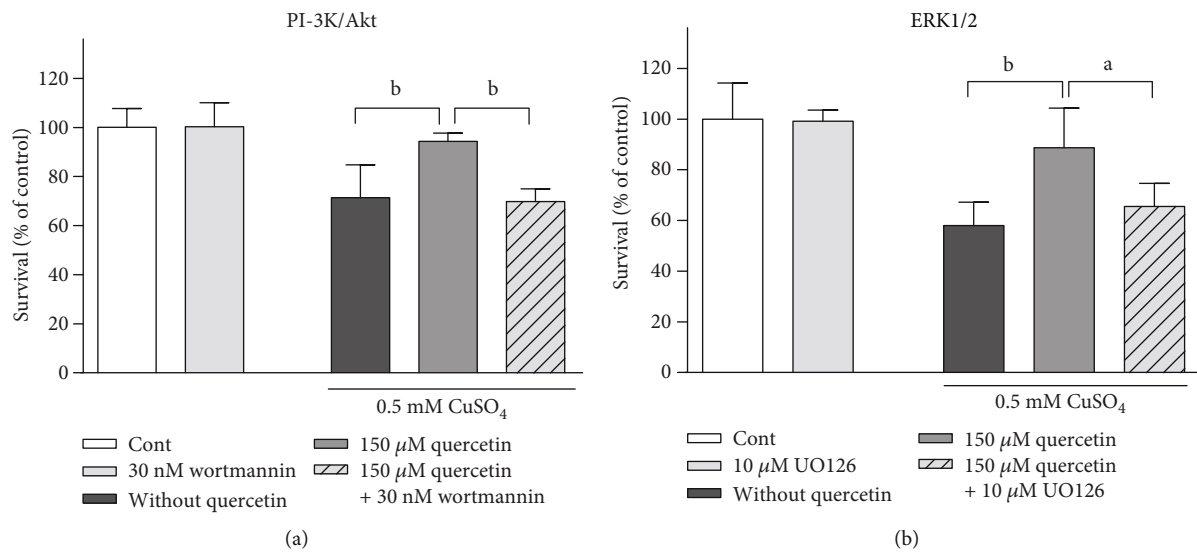 PI-3K/Akt
Survival (% of control)
120
100
80
60
40
20
0
b
b
0.5 mM CuSO₄
Cont
30 nM wortmannin
Without quercetin
150 μM quercetin
150 μM quercetin
+ 30 nM wortmannin
(a)
ERK1/2
Survival (% of control)
120
100
80
60
40
20
0
b
a
0.5 mM CuSO₄
Cont
10 μM UO126
Without quercetin
150 μM quercetin
150 μM quercetin
+ 10 μM UO126
(b)